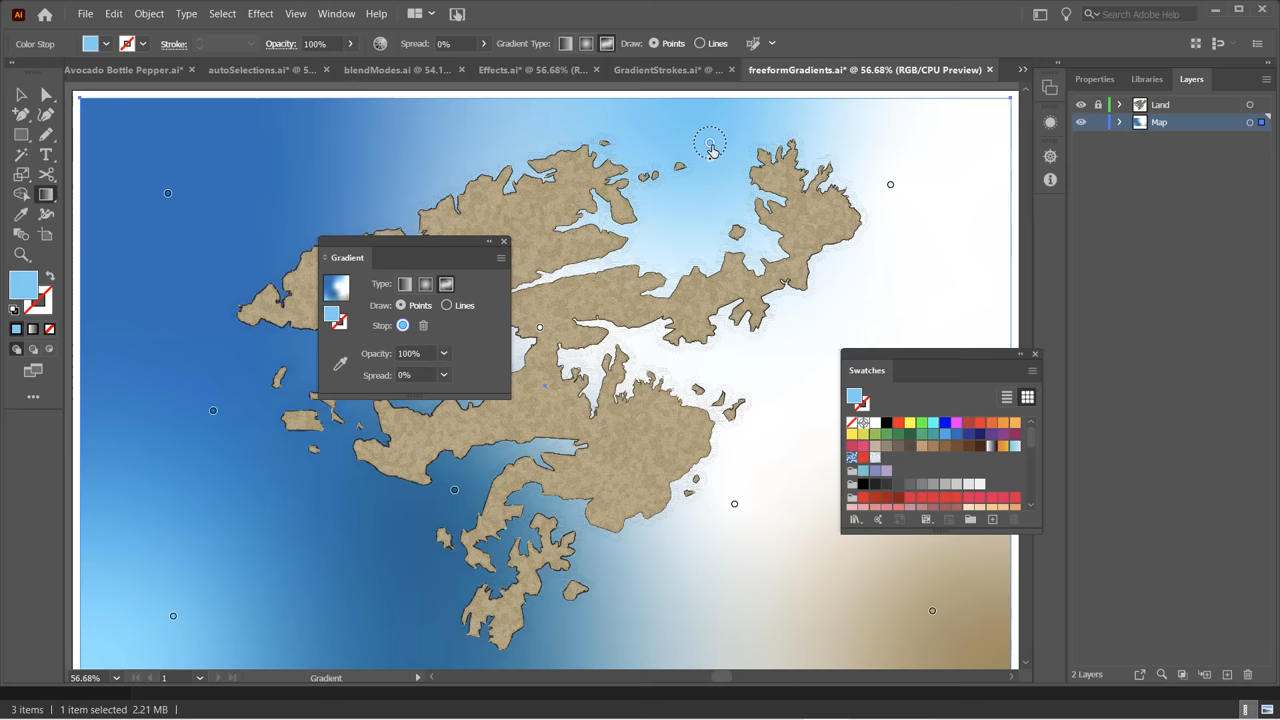 Ai File Edit Object Type Select Effect View Window Help Search Adobe Help
Color Stop Stroke: Opacity: 100% Spread: 0% Gradient Type: Draw: Points Lines
Avocado Bottle Pepper.ai* × autoSelections.ai* @ 5... × blendModes.ai @ 54.1... × Effects.ai* @ 56.68% (R... × GradientStrokes.ai* @ ... × freeformGradients.ai* @ 56.68% (RGB/CPU Preview) ×
Properties Libraries Layers
Land
Map
Gradient
Type:
Draw: Points Lines
Stop:
Opacity: 100%
Spread: 0%
Swatches
56.68% 1 Gradient
2 Layers
3 items 1 item selected 2.21 MB